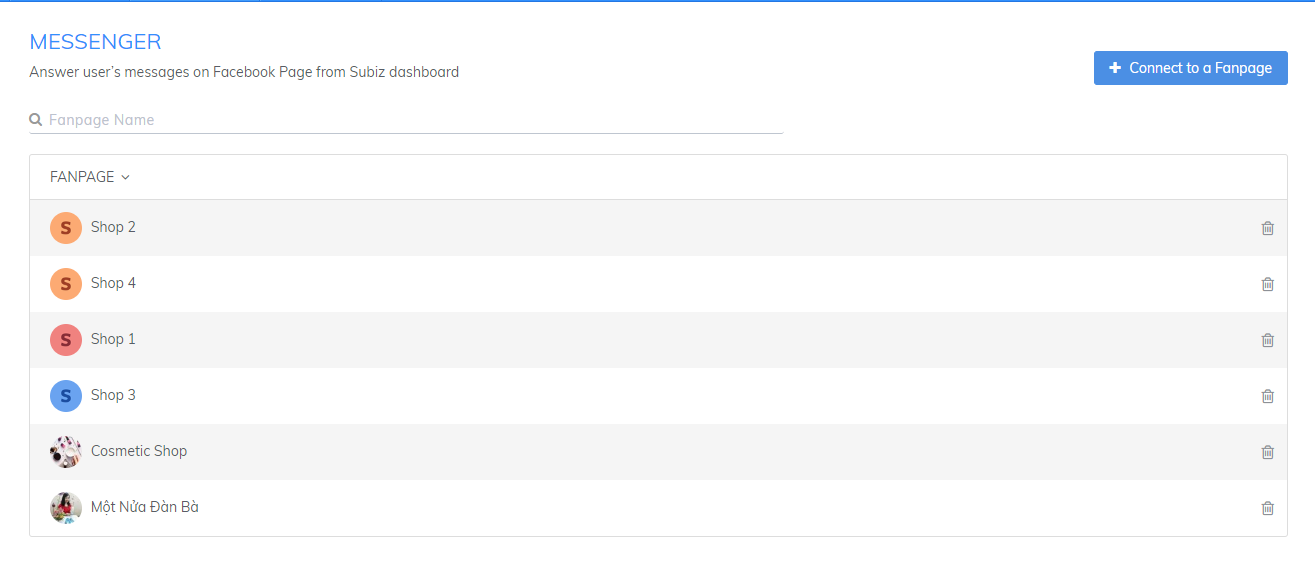 MESSENGER
Answer user's messages on Facebook Page from Subiz dashboard
Connect to a Fanpage
Fanpage Name
FANPAGE
S Shop 2
S Shop 4
S Shop 1
S Shop 3
Cosmetic Shop
Một Nửa Đàn Bà